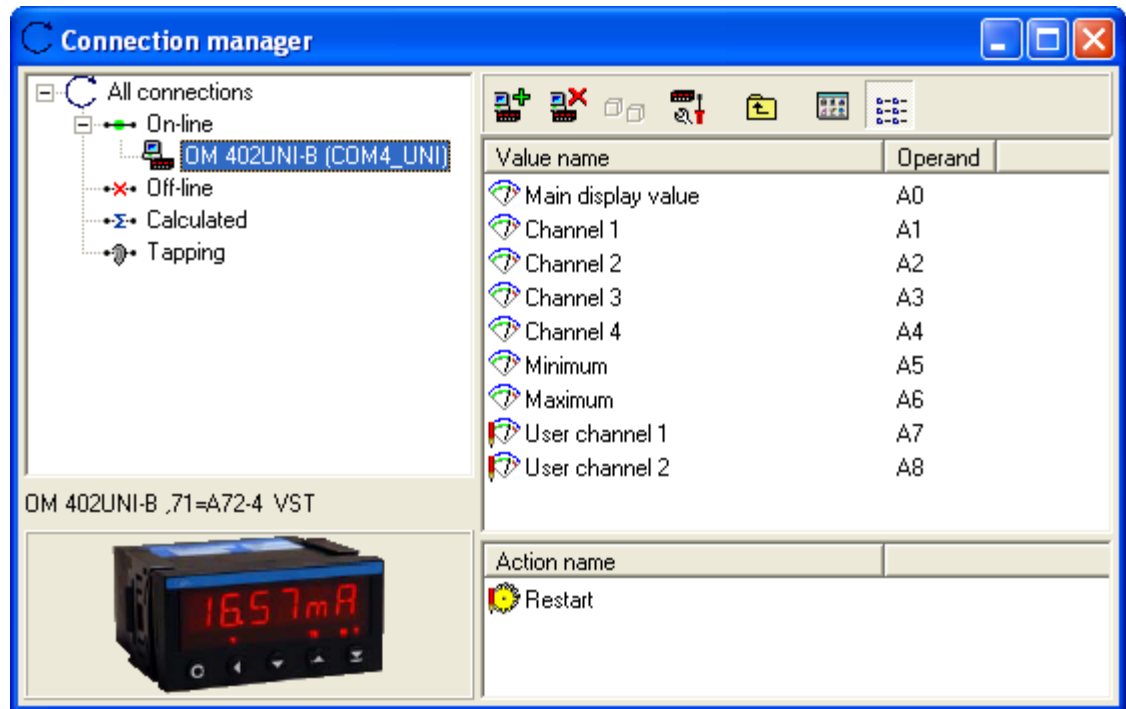 Connection manager
All connections
On-line
OM 402UNI-B (COM4_UNI)
Off-line
Calculated
Tapping
OM 402UNI-B ,71=A72-4 VST
16.57mA
Value name Operand
Main display value A0
Channel 1 A1
Channel 2 A2
Channel 3 A3
Channel 4 A4
Minimum A5
Maximum A6
User channel 1 A7
User channel 2 A8
Action name
Restart